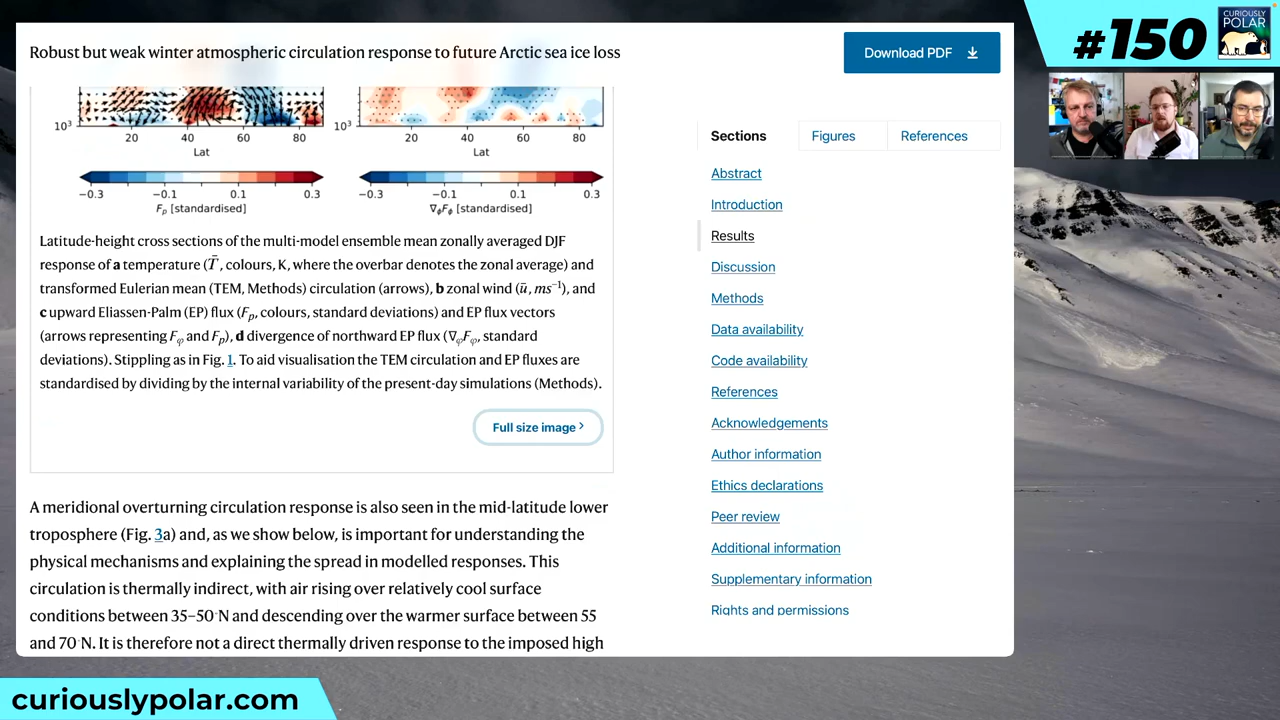 #150
CURIOUSLY
POLAR
Robust but weak winter atmospheric circulation response to future Arctic sea ice loss
Download PDF
10³
20 40 60 80
Lat
10³
20 40 60 80
Lat
−0.3 −0.1 0.1 0.3
Fp [standardised]
−0.1 0.1 0.3
−0.3
∇ϕFϕ [standardised]
Latitude-height cross sections of the multi-model ensemble mean zonally averaged DJF
response of a temperature (T̄, colours, K, where the overbar denotes the zonal average) and
transformed Eulerian mean (TEM, Methods) circulation (arrows), b zonal wind (ū, ms⁻¹), and
c upward Eliassen-Palm (EP) flux (Fp, colours, standard deviations) and EP flux vectors
(arrows representing Fφ and Fp), d divergence of northward EP flux (∇φFφ, standard
deviations). Stippling as in Fig. 1. To aid visualisation the TEM circulation and EP fluxes are
standardised by dividing by the internal variability of the present-day simulations (Methods).
Full size image >
A meridional overturning circulation response is also seen in the mid-latitude lower
troposphere (Fig. 3a) and, as we show below, is important for understanding the
physical mechanisms and explaining the spread in modelled responses. This
circulation is thermally indirect, with air rising over relatively cool surface
conditions between 35–50°N and descending over the warmer surface between 55
and 70°N. It is therefore not a direct thermally driven response to the imposed high
Sections
Figures
References
Abstract
Introduction
Results
Discussion
Methods
Data availability
Code availability
References
Acknowledgements
Author information
Ethics declarations
Peer review
Additional information
Supplementary information
Rights and permissions
curiouslypolar.com